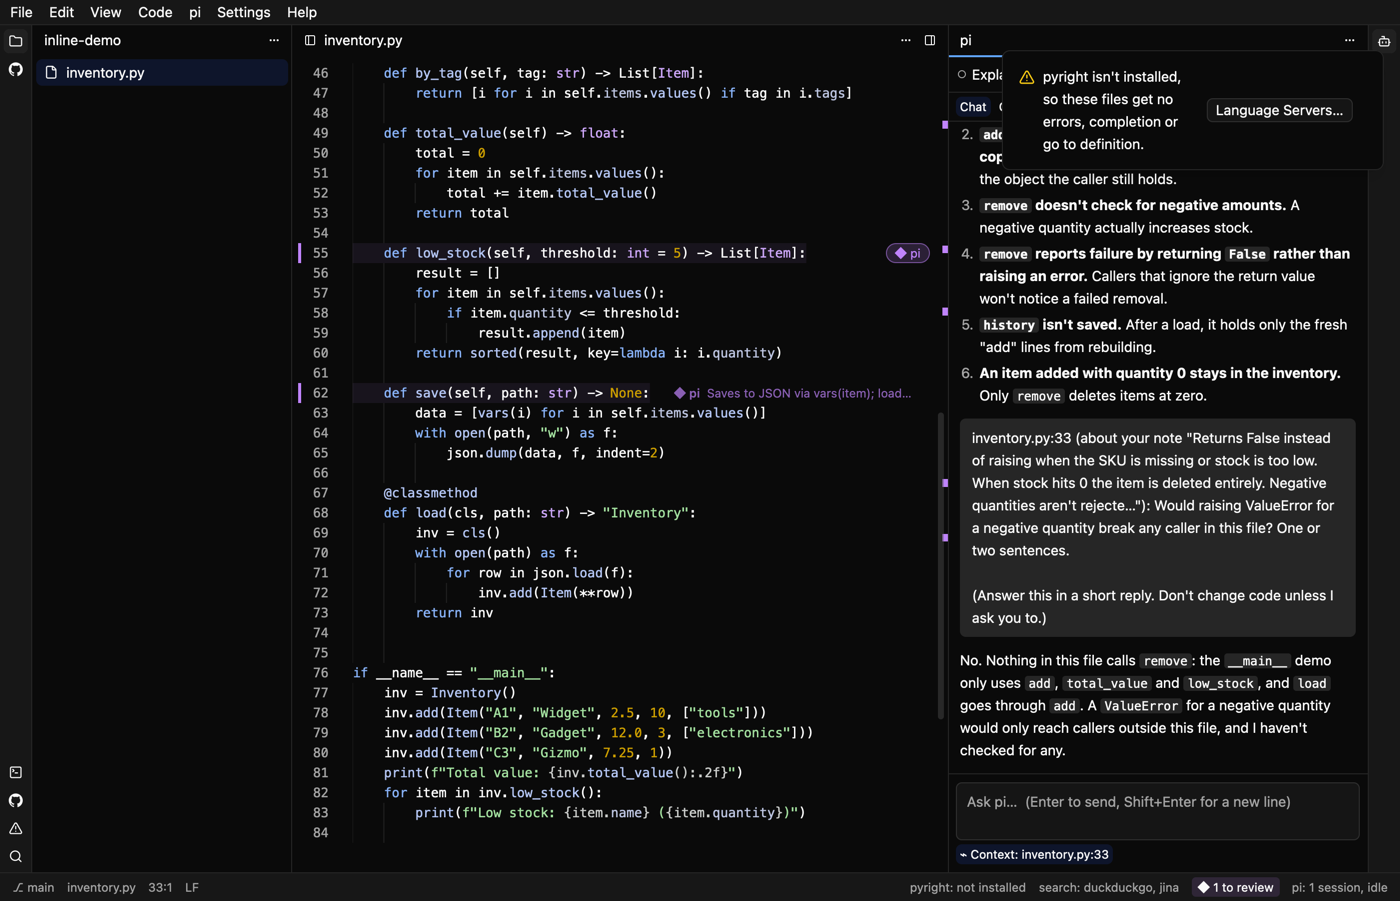 File Edit View Code pi Settings Help
inline-demo
inventory.py
inventory.py
46 def by_tag(self, tag: str) -> List[Item]:
47 return [i for i in self.items.values() if tag in i.tags]
48
49 def total_value(self) -> float:
50 total = 0
51 for item in self.items.values():
52 total += item.total_value()
53 return total
54
55 def low_stock(self, threshold: int = 5) -> List[Item]: pi
56 result = []
57 for item in self.items.values():
58 if item.quantity <= threshold:
59 result.append(item)
60 return sorted(result, key=lambda i: i.quantity)
61
62 def save(self, path: str) -> None: pi Saves to JSON via vars(item); load...
63 data = [vars(i) for i in self.items.values()]
64 with open(path, "w") as f:
65 json.dump(data, f, indent=2)
66
67 @classmethod
68 def load(cls, path: str) -> "Inventory":
69 inv = cls()
70 with open(path) as f:
71 for row in json.load(f):
72 inv.add(Item(**row))
73 return inv
74
75
76 if __name__ == "__main__":
77 inv = Inventory()
78 inv.add(Item("A1", "Widget", 2.5, 10, ["tools"]))
79 inv.add(Item("B2", "Gadget", 12.0, 3, ["electronics"]))
80 inv.add(Item("C3", "Gizmo", 7.25, 1))
81 print(f"Total value: {inv.total_value():.2f}")
82 for item in inv.low_stock():
83 print(f"Low stock: {item.name} ({item.quantity})")
84
pi
Chat
pyright isn't installed,
so these files get no
errors, completion or
go to definition.
Language Servers...
2.
the object the caller still holds.
3. remove doesn't check for negative amounts. A
negative quantity actually increases stock.
4. remove reports failure by returning False rather than
raising an error. Callers that ignore the return value
won't notice a failed removal.
5. history isn't saved. After a load, it holds only the fresh
"add" lines from rebuilding.
6. An item added with quantity 0 stays in the inventory.
Only remove deletes items at zero.
inventory.py:33 (about your note "Returns False instead
of raising when the SKU is missing or stock is too low.
When stock hits 0 the item is deleted entirely. Negative
quantities aren't rejecte..."): Would raising ValueError for
a negative quantity break any caller in this file? One or
two sentences.
(Answer this in a short reply. Don't change code unless I
ask you to.)
No. Nothing in this file calls remove: the __main__ demo
only uses add, total_value and low_stock, and load
goes through add. A ValueError for a negative quantity
would only reach callers outside this file, and I haven't
checked for any.
Ask pi... (Enter to send, Shift+Enter for a new line)
Context: inventory.py:33
main inventory.py 33:1 LF
pyright: not installed search: duckduckgo, jina 1 to review pi: 1 session, idle